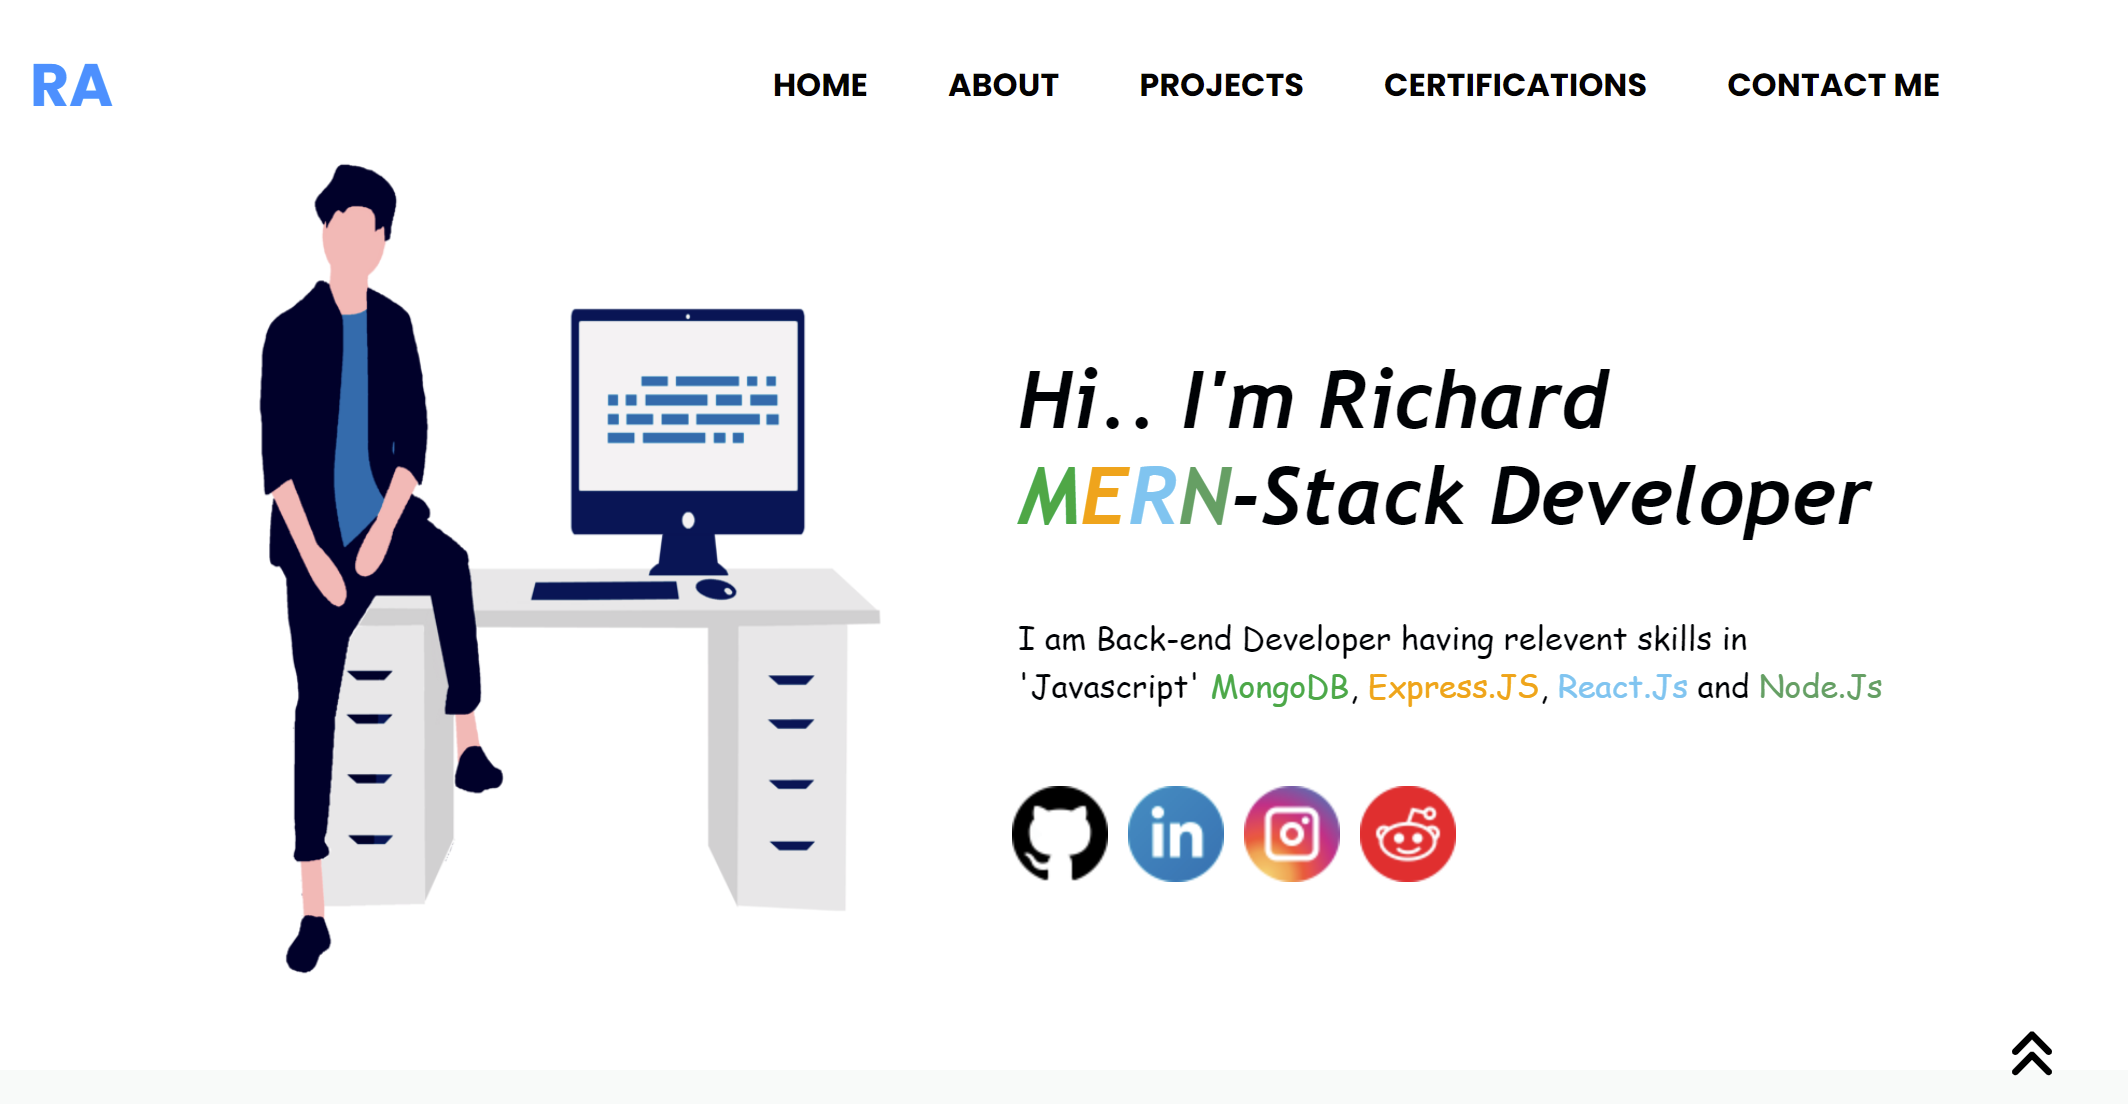 RA
HOME ABOUT PROJECTS CERTIFICATIONS CONTACT ME
Hi.. I'm Richard
MERN-Stack Developer
I am Back-end Developer having relevent skills in
'Javascript' MongoDB, Express.JS, React.Js and Node.Js
in